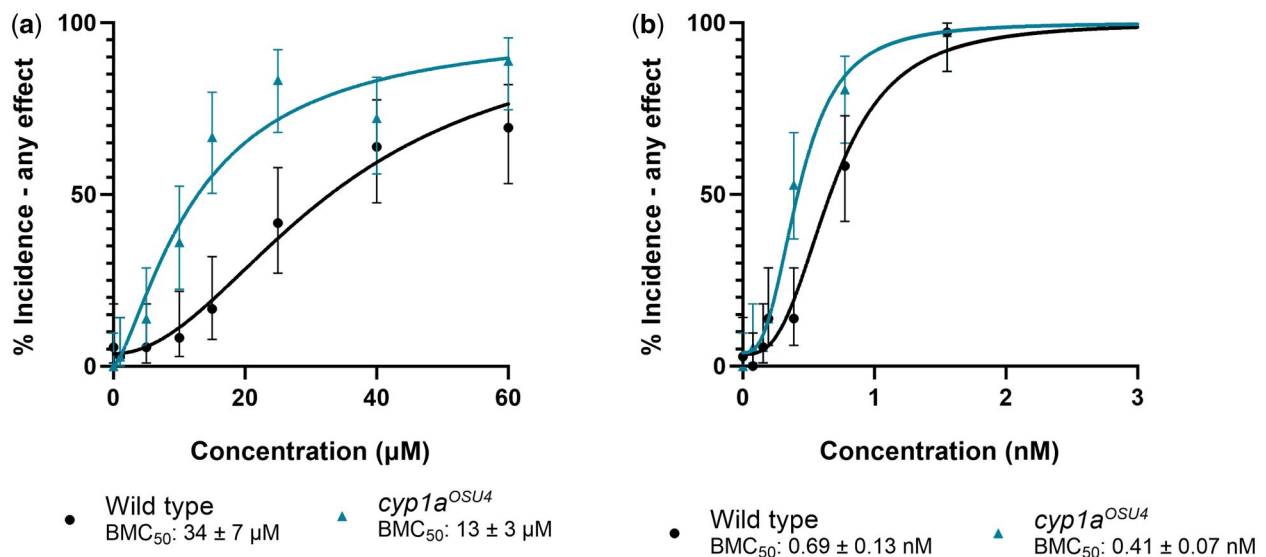 (a)
100
50
0
% Incidence - any effect
0 20 40 60
Concentration (µM)
Wild type
BMC50: 34 ± 7 µM
cyp1aOSU4
BMC50: 13 ± 3 µM
(b)
100
50
0
% Incidence - any effect
0 1 2 3
Concentration (nM)
Wild type
BMC50: 0.69 ± 0.13 nM
cyp1aOSU4
BMC50: 0.41 ± 0.07 nM